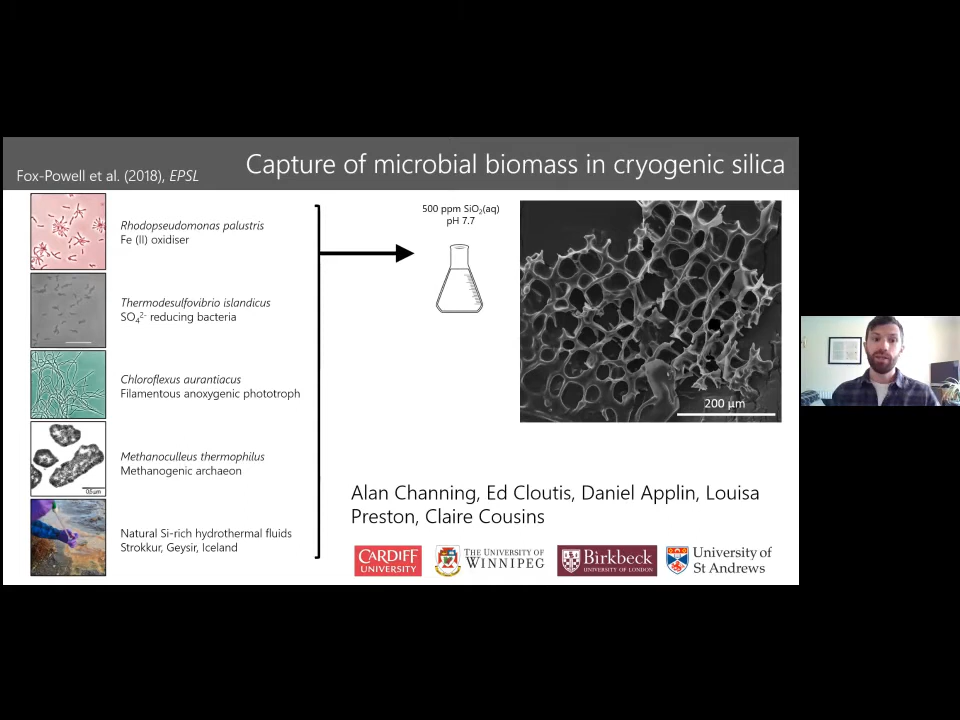 Capture of microbial biomass in cryogenic silica
Fox-Powell et al. (2018), EPSL
Rhodopseudomonas palustris
Fe (II) oxidiser
Thermodesulfovibrio islandicus
SO₄²⁻ reducing bacteria
Chloroflexus aurantiacus
Filamentous anoxygenic phototroph
Methanoculleus thermophilus
Methanogenic archaeon
Natural Si-rich hydrothermal fluids
Strokkur, Geysir, Iceland
500 ppm SiO₂(aq)
pH 7.7
200 µm
Alan Channing, Ed Cloutis, Daniel Applin, Louisa
Preston, Claire Cousins
CARDIFF
UNIVERSITY
THE UNIVERSITY OF
WINNIPEG
Birkbeck
UNIVERSITY OF LONDON
University of
St Andrews